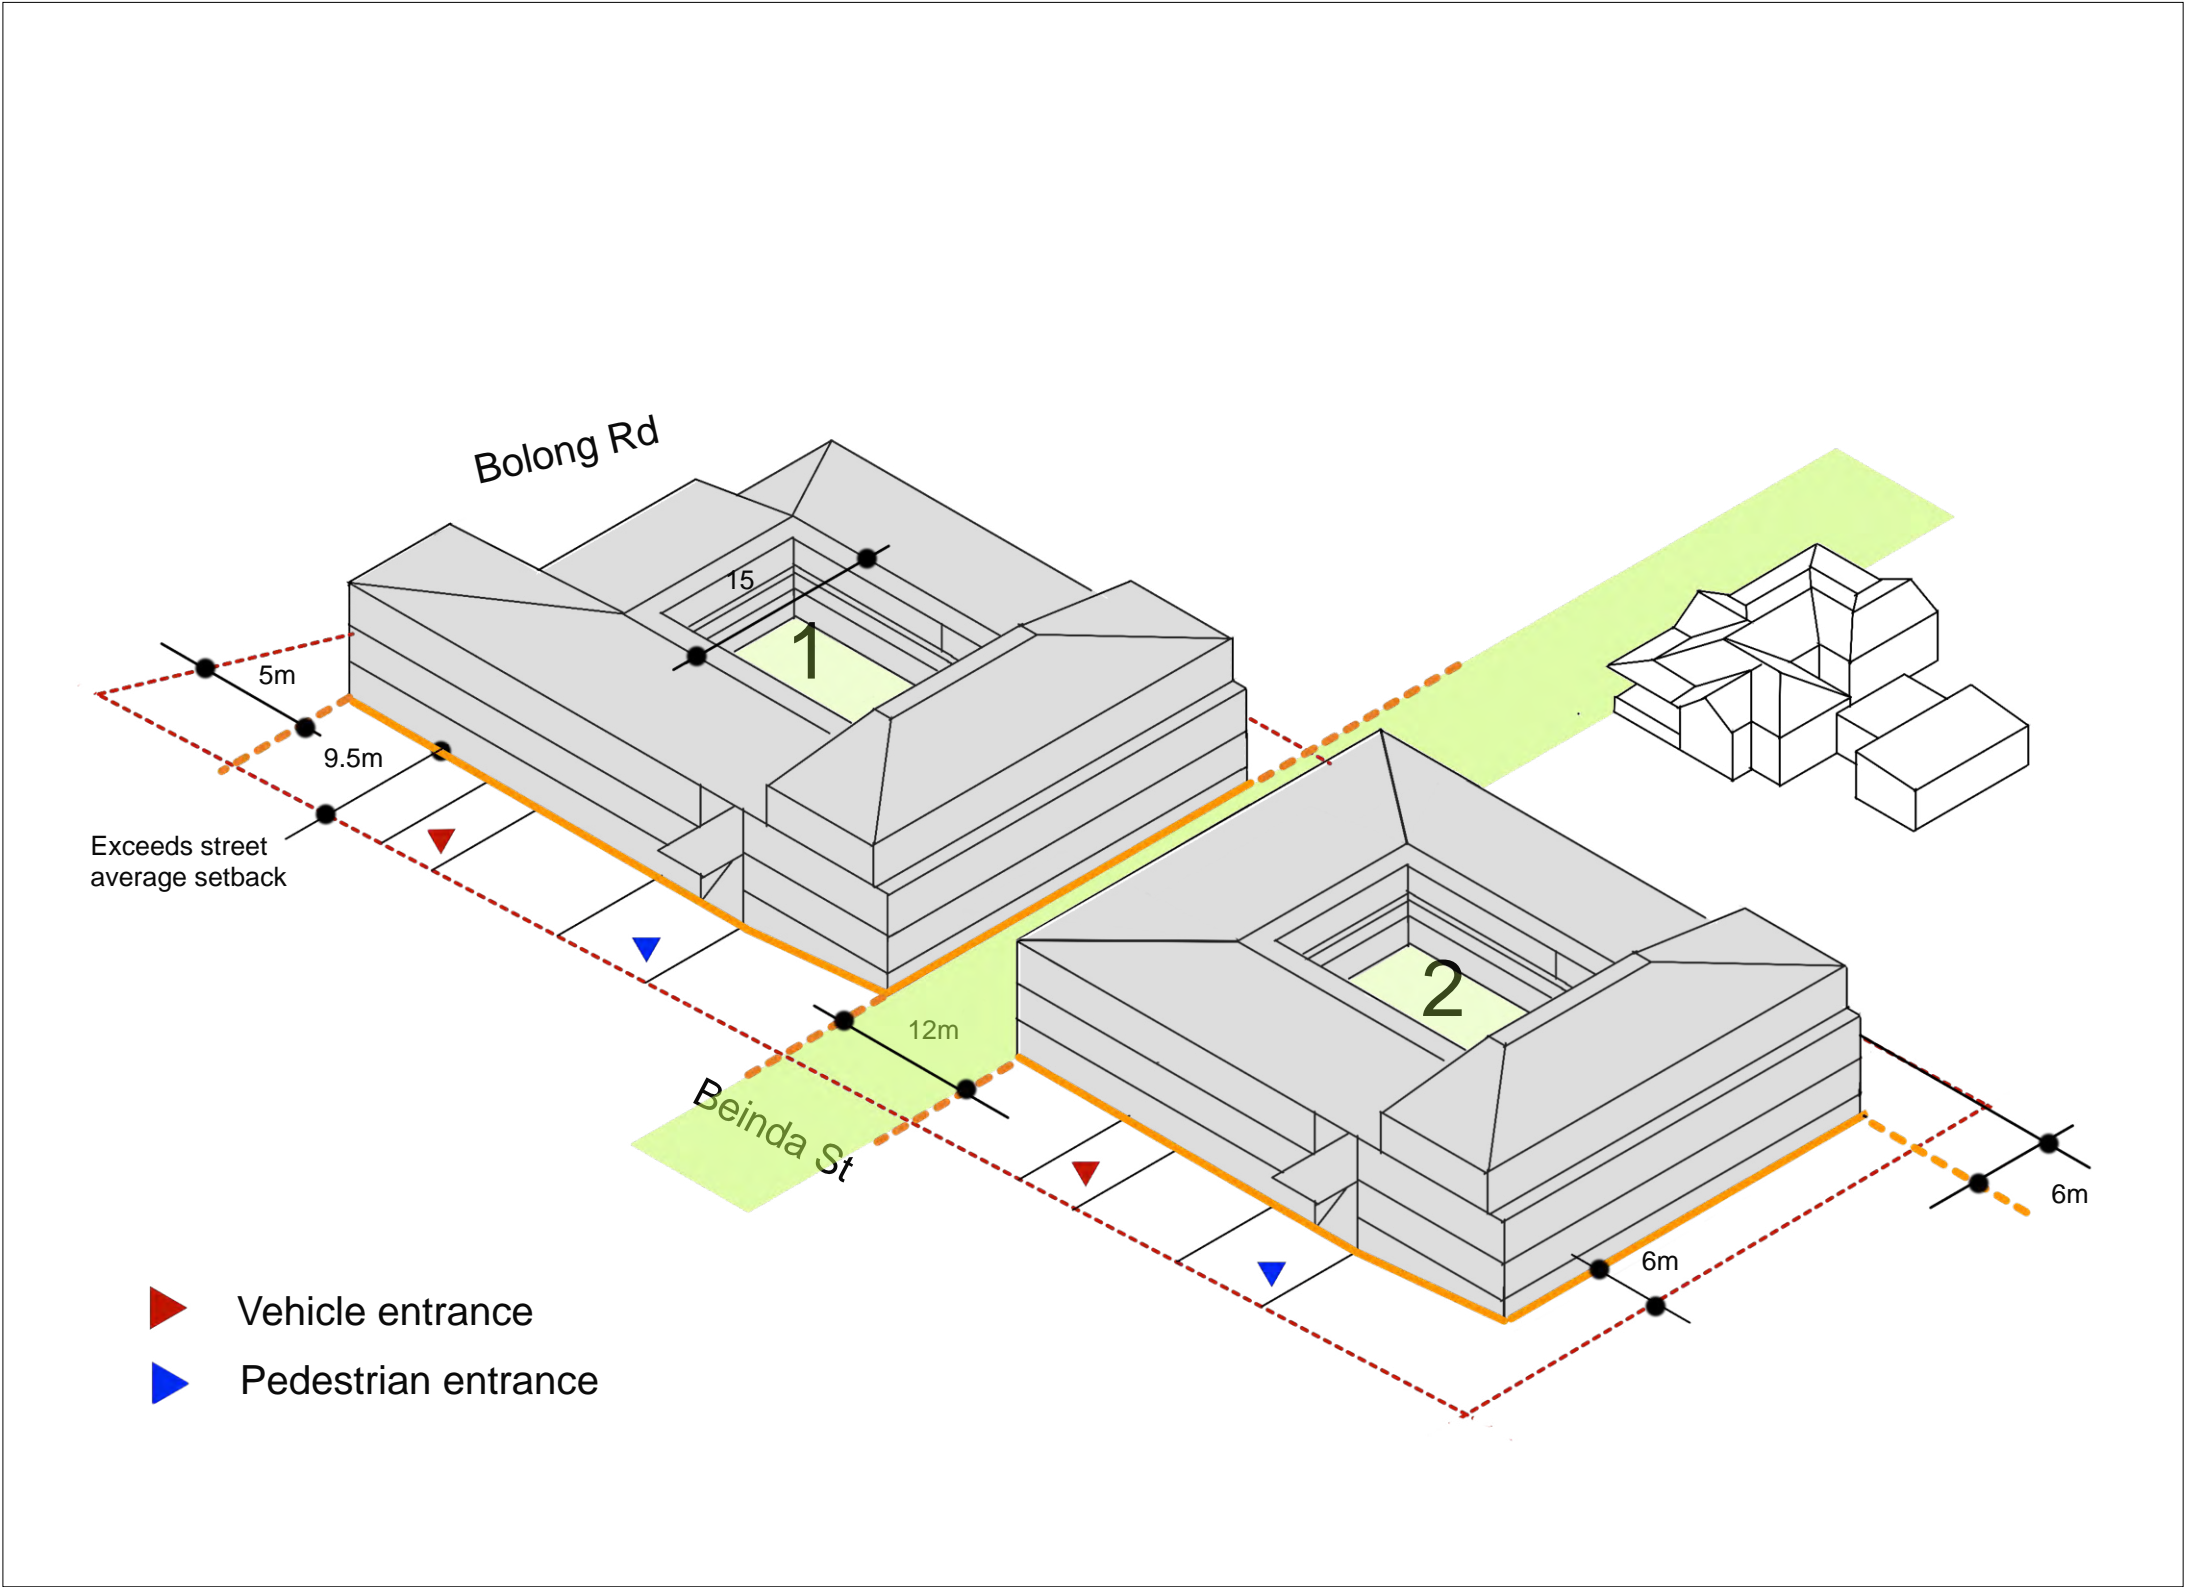 Bolong Rd
15
1
5m
9.5m
Exceeds street
average setback
2
12m
Beinda St
6m
6m
Vehicle entrance
Pedestrian entrance